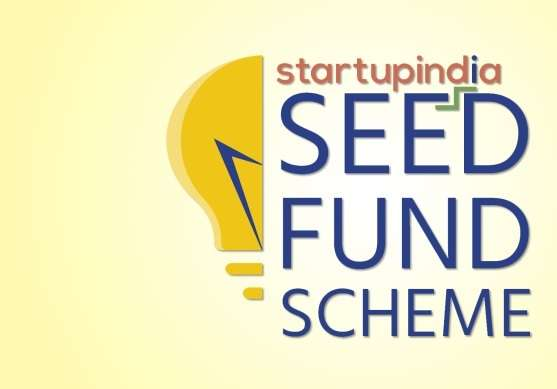 startupindia
SEED
FUND
SCHEME